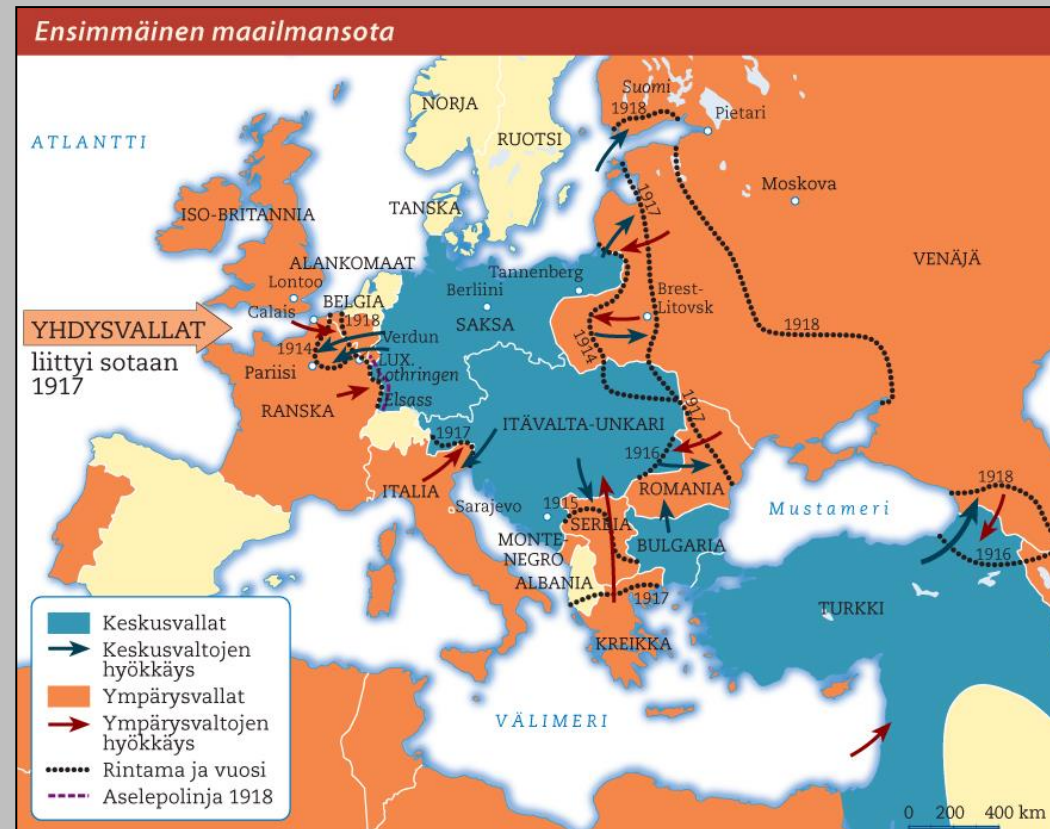 Ensimmäinen maailmansota
Suomi
1918
Pietari
NORJA
RUOTSI
ATLANTTI
Moskova
1917
TANSKA
ISO-BRITANNIA
VENÄJÄ
ALANKOMAAT
Lontoo
Tannenberg
Berliini
Brest-
Litovsk
BELGIA
Calais
1918
SAKSA
1918
YHDYSVALLAT
liittyi sotaan
1917
Verdun
1914
1914
LUX.
othringen
Pariisi
Elsass
RANSKA
1917
ITÄVALTA-UNKARI
1917
1916
ITALIA
ROMANIA
1918
Sarajevo
1915
SERBIA
Mustameri
MONTE-
NEGRO
BULGARIA
1916
ALBANIA
1917
TURKKI
KREIKKA
VÄLIMERI
Keskusvallat
Keskusvaltojen
hyökkäys
Ympärysvallat
Ympärysvaltojen
hyökkäys
Rintama ja vuosi
Aselepolinja 1918
0 200 400 km